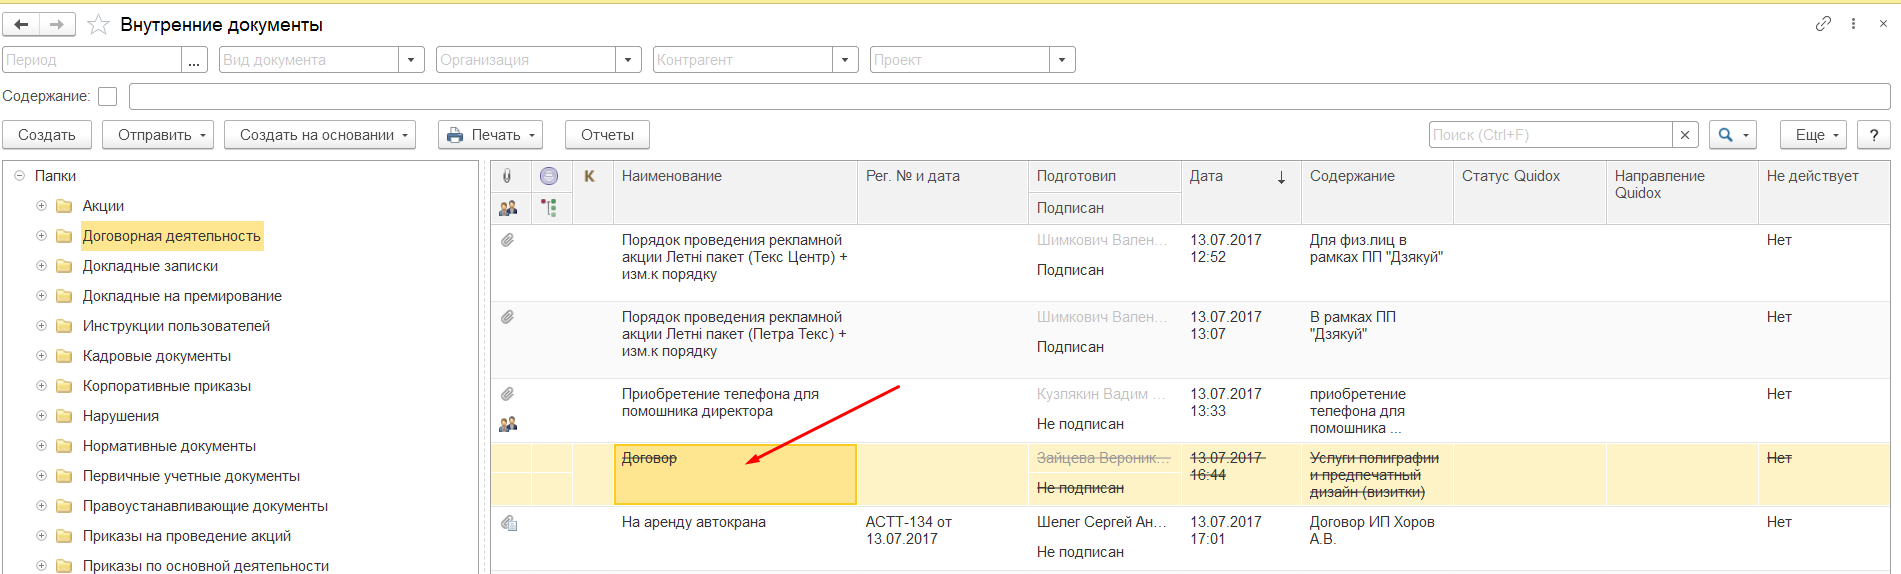 Внутренние документы
Период ... Вид документа Организация Контрагент Проект
Содержание:
Создать Отправить Создать на основании Печать Отчеты Поиск (Ctrl+F) × Еще ?
Папки
Акции
Договорная деятельность
Докладные записки
Докладные на премирование
Инструкции пользователей
Кадровые документы
Корпоративные приказы
Нарушения
Нормативные документы
Первичные учетные документы
Правоустанавливающие документы
Приказы на проведение акций
Приказы по основной деятельности
К Наименование Рег. № и дата Подготовил Дата ↓ Содержание Статус Quidox Направление Не действует
Подписан Quidox
Порядок проведения рекламной Шимкович Вален... 13.07.2017 Для физ.лиц в Нет
акции Летні пакет (Текс Центр) + 12:52 рамках ПП "Дзякуй"
изм.к порядку Подписан
Порядок проведения рекламной Шимкович Вален... 13.07.2017 В рамках ПП Нет
акции Летні пакет (Петра Текс) + 13:07 "Дзякуй"
изм.к порядку Подписан
Приобретение телефона для Кузлякин Вадим ... 13.07.2017 приобретение Нет
помошника директора 13:33 телефона для
Не подписан помошника ...
Договор Зайцева Вероник... 13.07.2017 Услуги полиграфии Нет
16:44 и предпечатный
Не подписан дизайн (визитки)
На аренду автокрана АСТТ-134 от Шелег Сергей Ан... 13.07.2017 Договор ИП Хоров Нет
13.07.2017 17:01 А.В.
Не подписан